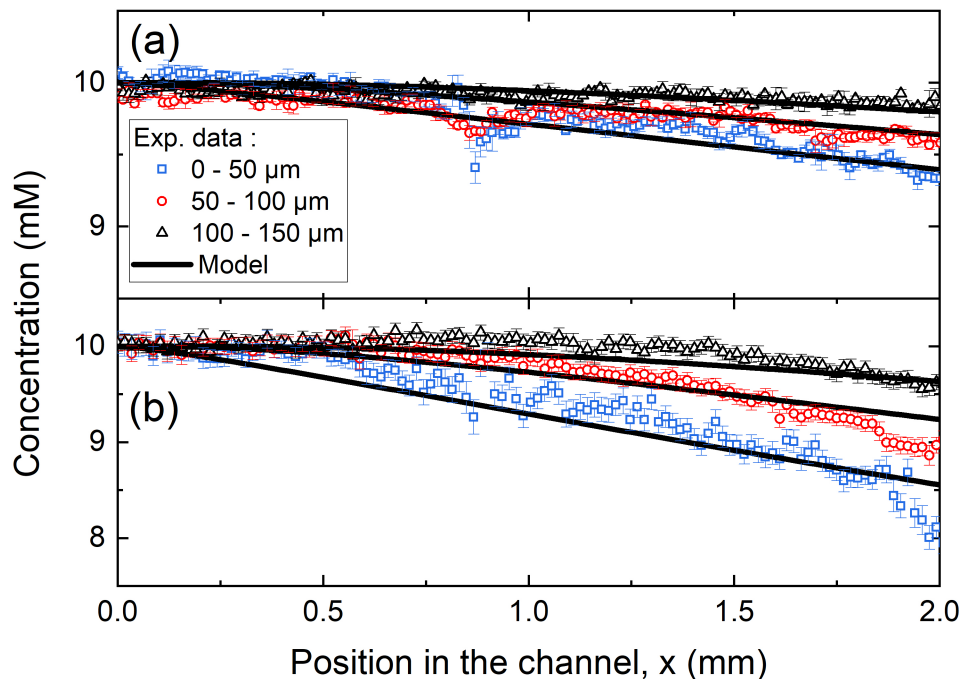 (a)
10
9
Exp. data :
0 - 50 µm
50 - 100 µm
100 - 150 µm
Model
Concentration (mM)
10
9
8
(b)
0.0 0.5 1.0 1.5 2.0
Position in the channel, x (mm)